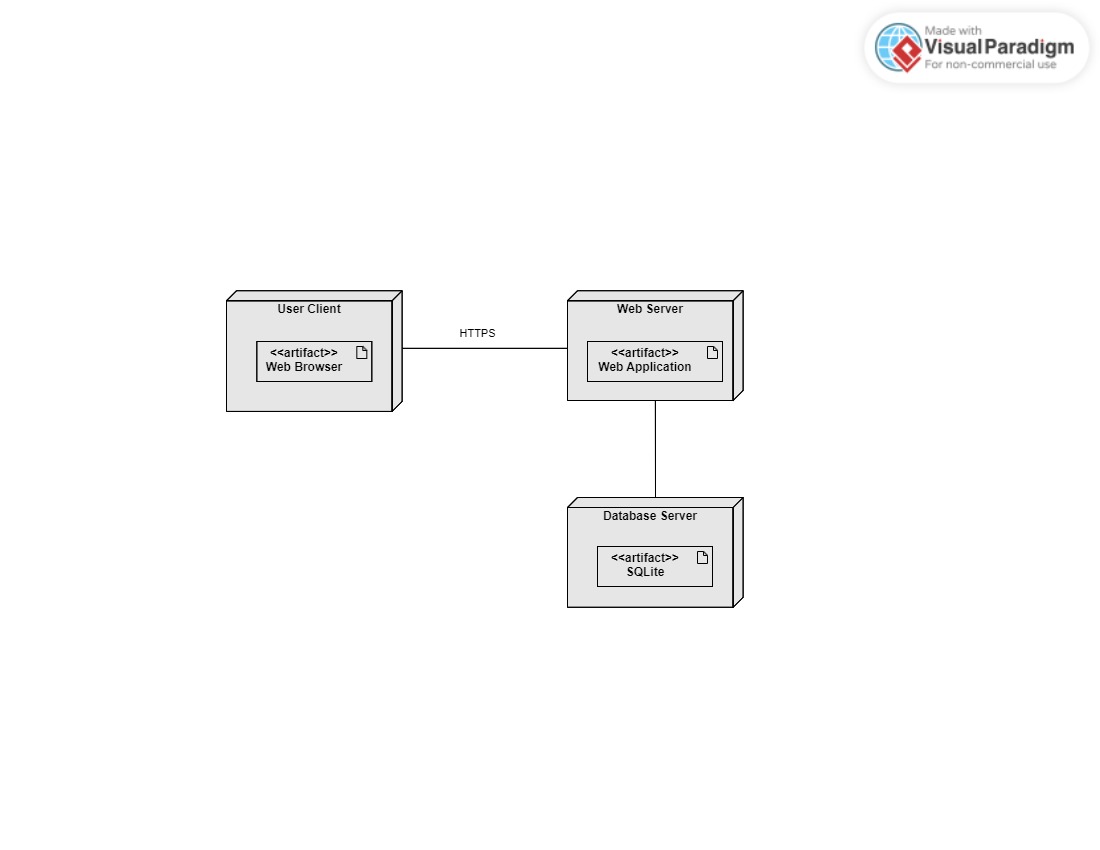 Made with
Visual Paradigm
For non-commercial use
User Client
<<artifact>>
Web Browser
HTTPS
Web Server
<<artifact>>
Web Application
Database Server
<<artifact>>
SQLite